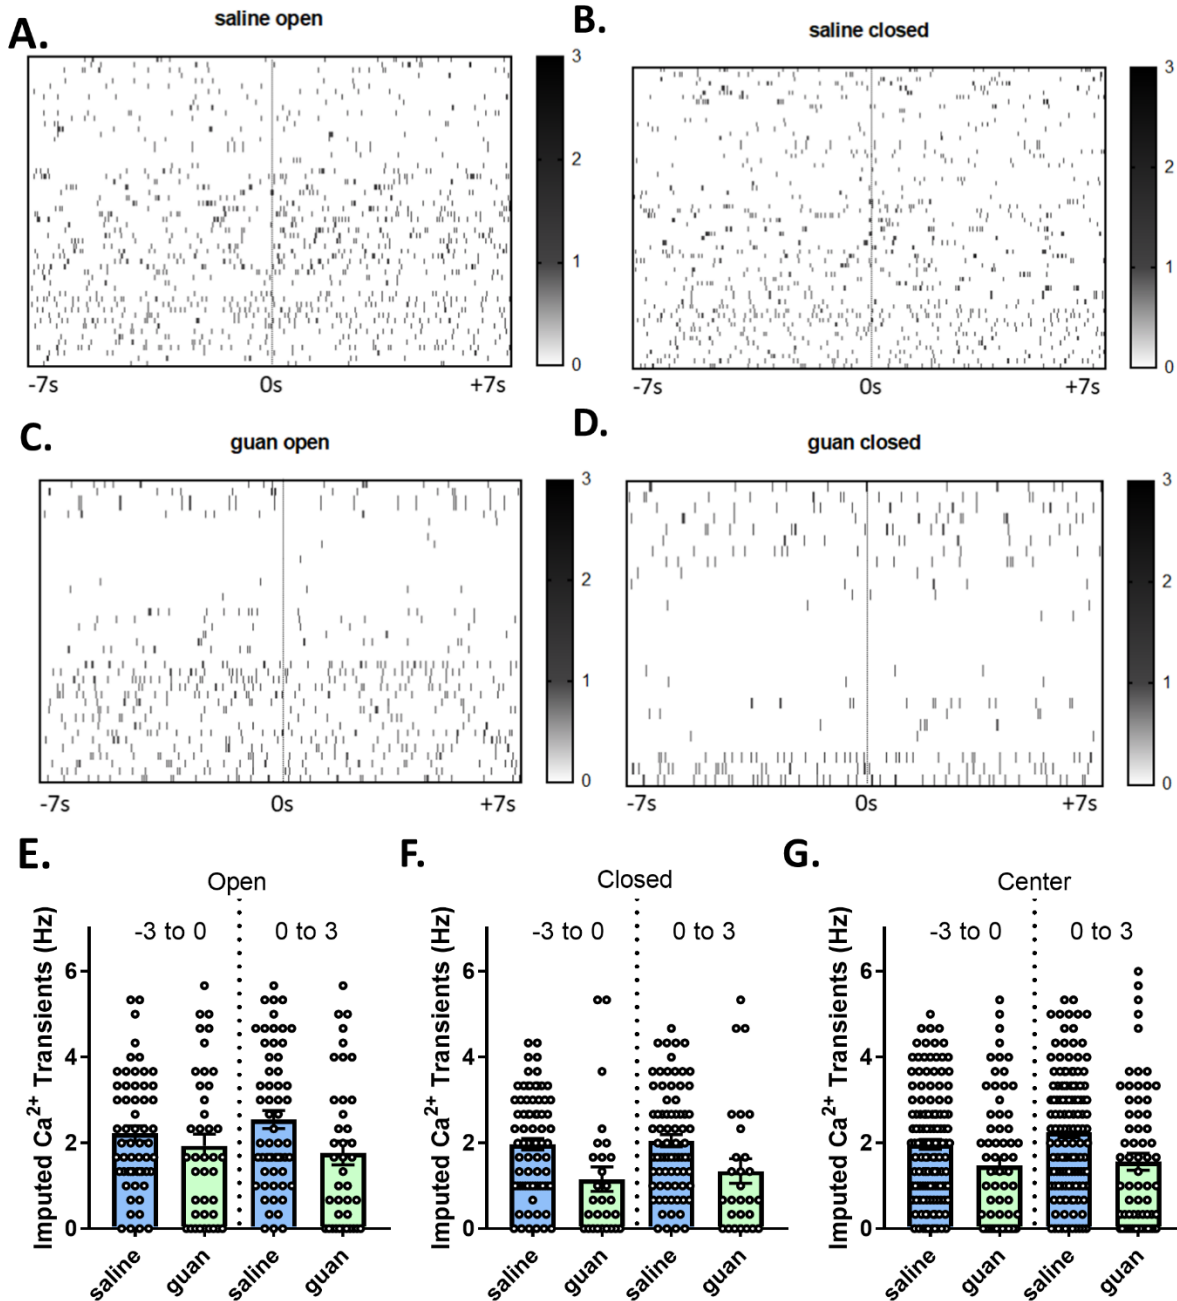 A.
saline open
3
2
1
0
-7s 0s +7s
B.
saline closed
3
2
1
0
-7s 0s +7s
C.
guan open
3
2
1
0
-7s 0s +7s
D.
guan closed
3
2
1
0
-7s 0s +7s
E.
Open
-3 to 0 0 to 3
Imputed Ca2+ Transients (Hz)
6
4
2
0
saline guan saline guan
F.
Closed
-3 to 0 0 to 3
Imputed Ca2+ Transients (Hz)
6
4
2
0
saline guan saline guan
G.
Center
-3 to 0 0 to 3
Imputed Ca2+ Transients (Hz)
6
4
2
0
saline guan saline guan